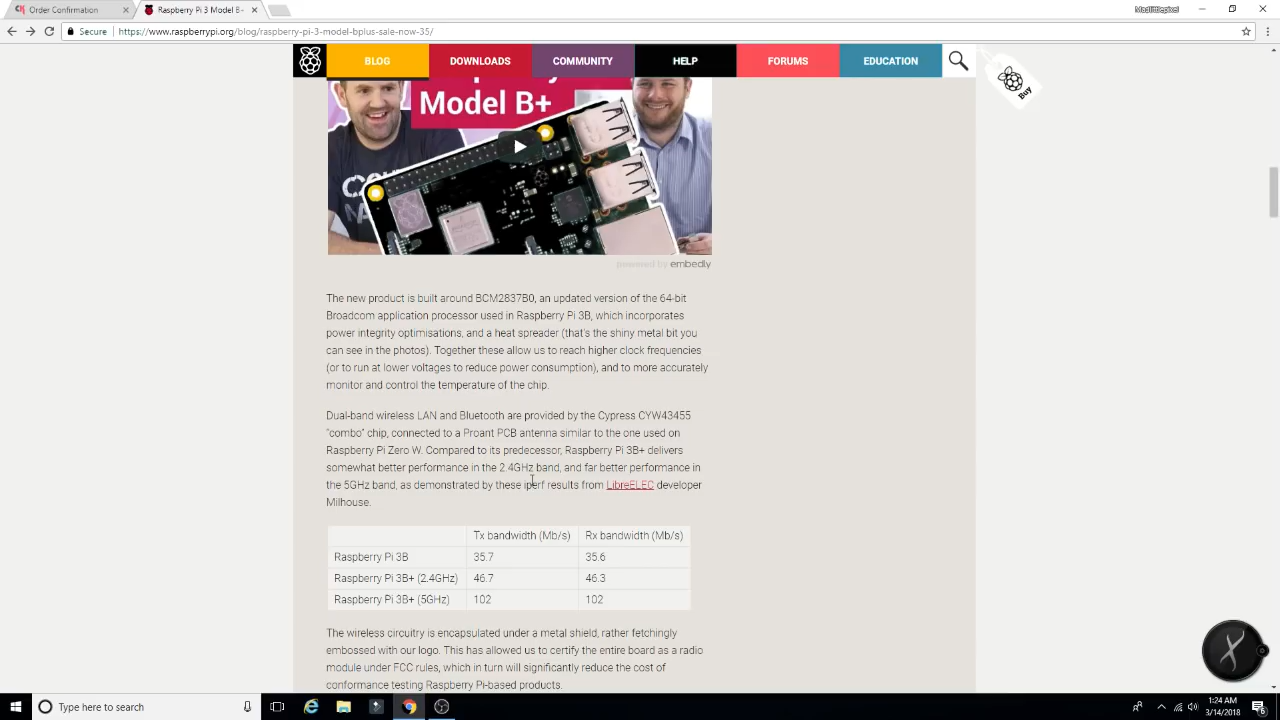 Order Confirmation
Raspberry Pi 3 Model B+
Madlittlepixel
Secure
https://www.raspberrypi.org/blog/raspberry-pi-3-model-bplus-sale-now-35/
BLOG
DOWNLOADS
COMMUNITY
HELP
FORUMS
EDUCATION
Buy
Model B+
powered by embedly
The new product is built around BCM2837B0, an updated version of the 64-bit
Broadcom application processor used in Raspberry Pi 3B, which incorporates
power integrity optimisations, and a heat spreader (that's the shiny metal bit you
can see in the photos). Together these allow us to reach higher clock frequencies
(or to run at lower voltages to reduce power consumption), and to more accurately
monitor and control the temperature of the chip.
Dual-band wireless LAN and Bluetooth are provided by the Cypress CYW43455
“combo” chip, connected to a Proant PCB antenna similar to the one used on
Raspberry Pi Zero W. Compared to its predecessor, Raspberry Pi 3B+ delivers
somewhat better performance in the 2.4GHz band, and far better performance in
the 5GHz band, as demonstrated by these iperf results from LibreELEC developer
Milhouse.
Tx bandwidth (Mb/s) Rx bandwidth (Mb/s)
Raspberry Pi 3B 35.7 35.6
Raspberry Pi 3B+ (2.4GHz) 46.7 46.3
Raspberry Pi 3B+ (5GHz) 102 102
The wireless circuitry is encapsulated under a metal shield, rather fetchingly
embossed with our logo. This has allowed us to certify the entire board as a radio
module under FCC rules, which in turn will significantly reduce the cost of
conformance testing Raspberry Pi-based products.
Type here to search
1:24 AM
3/14/2018